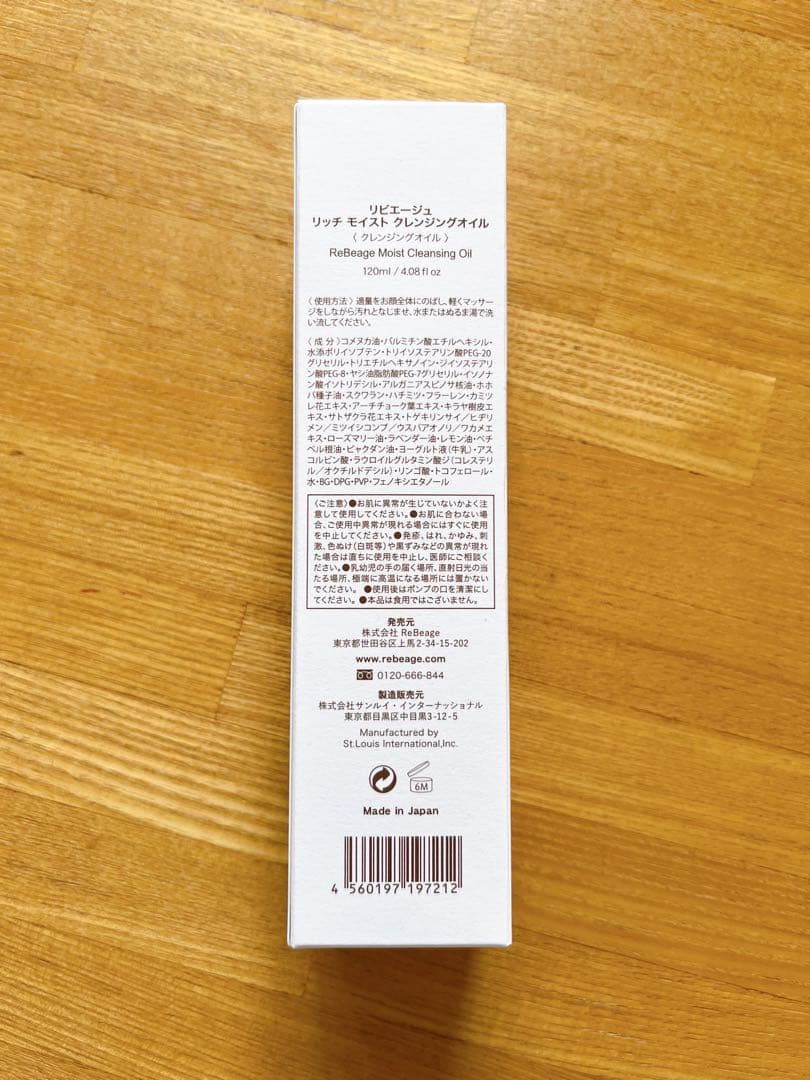 リビエージュ
リッチ モイスト クレンジングオイル
〈 クレンジングオイル 〉
ReBeage Moist Cleansing Oil
120ml / 4.08 fl oz
〈 使用方法 〉適量をお顔全体にのばし、軽くマッサー
ジをしながら汚れとなじませ、水またはぬるま湯で洗
い流してください。
〈 成 分 〉コメヌカ油・パルミチン酸エチルヘキシル・
水添ポリイソブテン・トリイソステアリン酸PEG-20
グリセリル・トリエチルヘキサノイン・ジイソステアリ
ン酸PEG-8・ヤシ油脂肪酸PEG-7グリセリル・イソノナ
ン酸イソトリデシル・アルガニアスピノサ核油・ホホ
バ種子油・スクワラン・ハチミツ・フラーレン・カミツ
レ花エキス・アーチチョーク葉エキス・キラヤ樹皮エ
キス・サトザクラ花エキス・トゲキリンサイ／ヒヂリ
メン／ミツイシコンブ／ウスバアオノリ／ワカメエ
キス・ローズマリー油・ラベンダー油・レモン油・ベチ
ベル根油・ビャクダン油・ヨーグルト液（牛乳）・アス
コルビン酸・ラウロイルグルタミン酸ジ（コレステリ
ル／オクチルドデシル）・リンゴ酸・トコフェロール・
水・BG・DPG・PVP・フェノキシエタノール
〈ご注意〉●お肌に異常が生じていないかよく注
意して使用してください。●お肌に合わない場
合、ご使用中異常が現れる場合にはすぐに使用
を中止してください。●発疹、はれ、かゆみ、刺
激、色ぬけ（白斑等）や黒ずみなどの異常が現れ
た場合は直ちに使用を中止し、医師にご相談く
ださい。●乳幼児の手の届く場所、直射日光の当
たる場所、極端に高温になる場所には置かない
でください。 ●使用後はポンプの口を清潔にし
てください。●本品は食用ではございません。
発売元
株式会社 ReBeage
東京都世田谷区上馬2-34-15-202
www.rebeage.com
0120-666-844
製造販売元
株式会社サンルイ・インターナッショナル
東京都目黒区中目黒3-12-5
Manufactured by
St.Louis International,Inc.
6M
Made in Japan
4 560197 197212